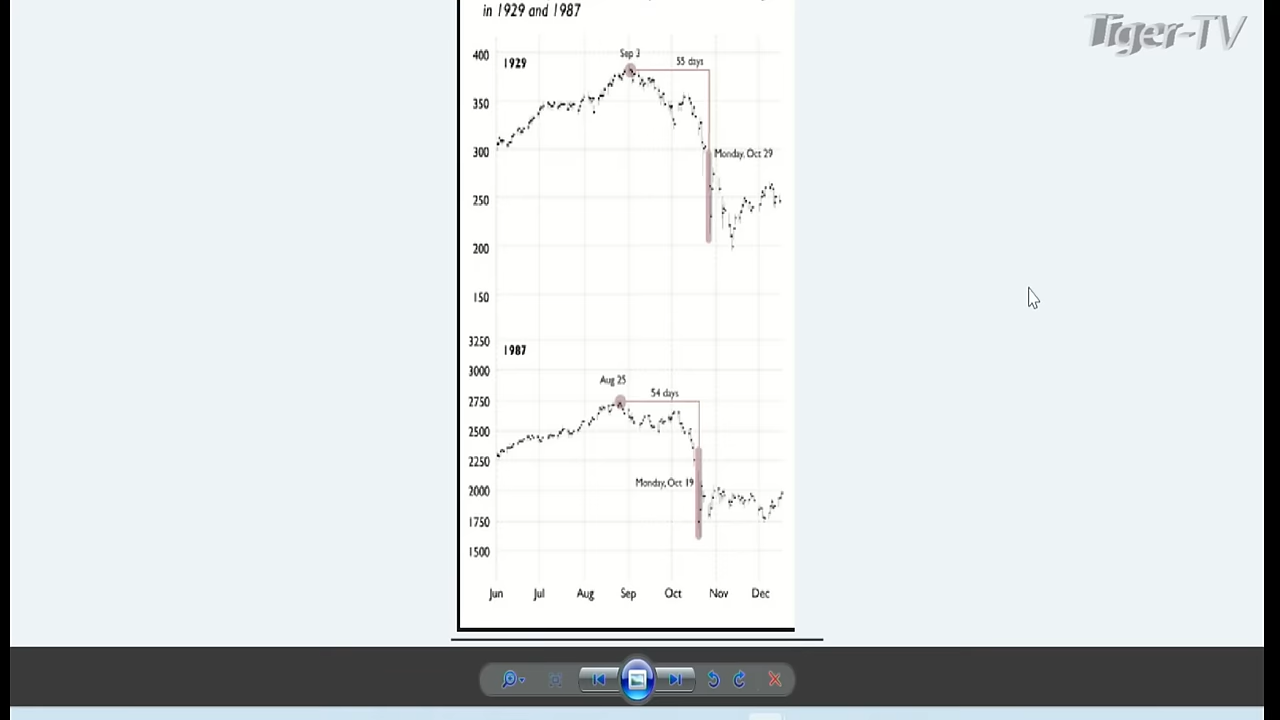 in 1929 and 1987
Tiger-TV
400
1929
Sep 3
55 days
350
300
Monday, Oct 29
250
200
150
3250
1987
3000
Aug 25
2750
54 days
2500
2250
Monday, Oct 19
2000
1750
1500
Jun Jul Aug Sep Oct Nov Dec